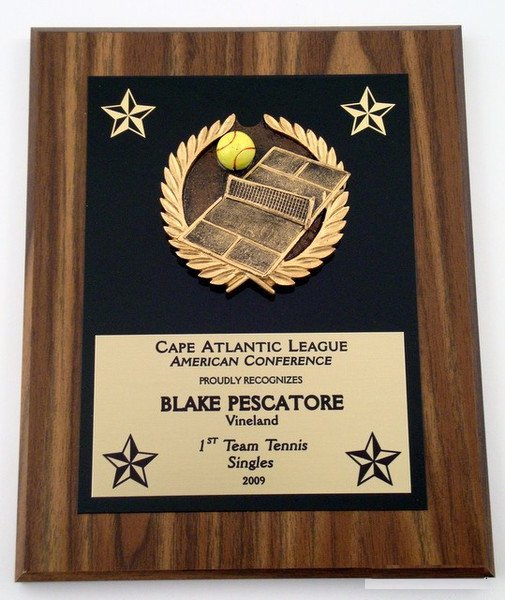 CAPE ATLANTIC LEAGUE
AMERICAN CONFERENCE
PROUDLY RECOGNIZES
BLAKE PESCATORE
Vineland
1ST Team Tennis
Singles
2009